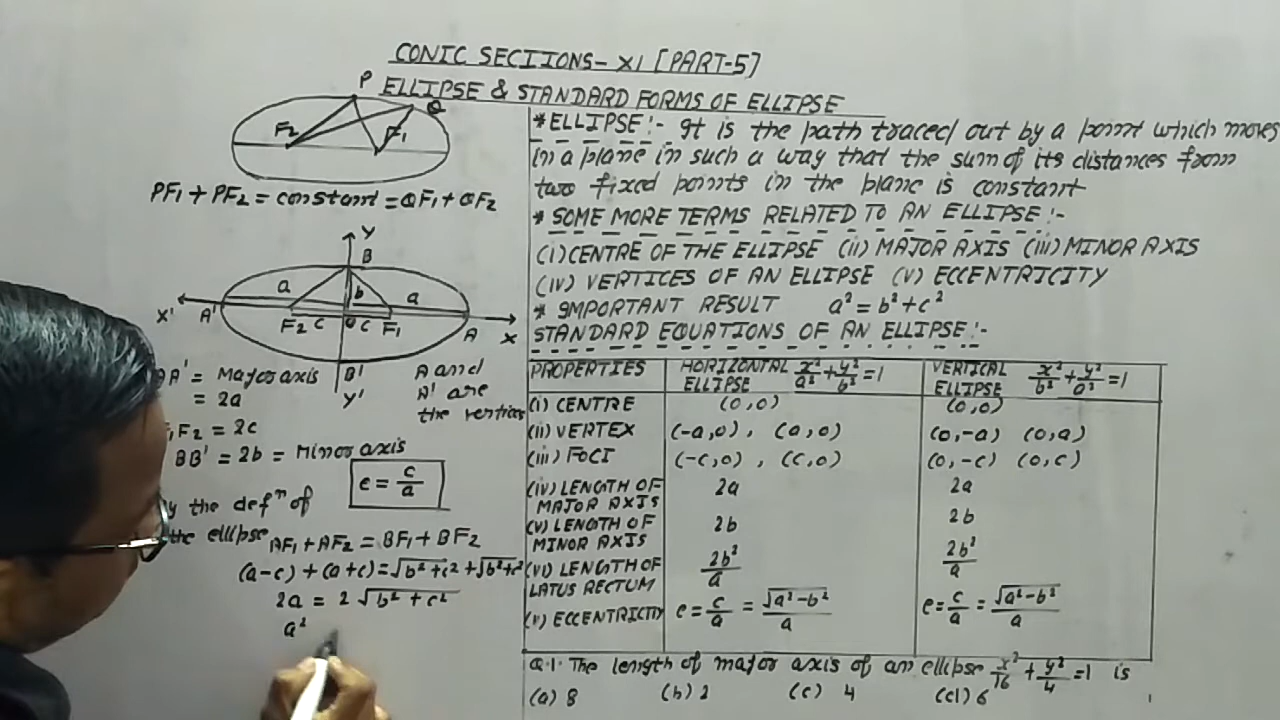 CONIC SECTIONS-XI [PART-5]
ELLIPSE & STANDARD FORMS OF ELLIPSE
P
Q
F2
F1
PF1 + PF2 = constant = QF1 + QF2
Y
B
a
b
a
X'
A'
F2
C
O
C
F1
A
X
B'
Y'
AA' = Major axis
= 2a
F1F2 = 2c
BB' = 2b = Minor axis
A and
A' are
the vertices
e = c/a
the defn of
the ellipse
AF1 + AF2 = BF1 + BF2
(a-c) + (a+c) = √b²+c² + √b²+c²
2a = 2 √b²+c²
a²
*ELLIPSE:- It is the path traced out by a point which moves
in a plane in such a way that the sum of its distances from
two fixed points in the plane is constant
* SOME MORE TERMS RELATED TO AN ELLIPSE:-
(i) CENTRE OF THE ELLIPSE (ii) MAJOR AXIS (iii) MINOR AXIS
(iv) VERTICES OF AN ELLIPSE (v) ECCENTRICITY
* IMPORTANT RESULT a² = b² + c²
STANDARD EQUATIONS OF AN ELLIPSE:-
PROPERTIES HORIZONTAL ELLIPSE x²/a² + y²/b² = 1 VERTICAL ELLIPSE x²/b² + y²/a² = 1
(i) CENTRE (0,0) (0,0)
(ii) VERTEX (-a,0), (a,0) (0,-a) (0,a)
(iii) FOCI (-c,0), (c,0) (0,-c) (0,c)
(iv) LENGTH OF MAJOR AXIS 2a 2a
(v) LENGTH OF MINOR AXIS 2b 2b
(vi) LENGTH OF LATUS RECTUM 2b²/a 2b²/a
(v) ECCENTRICITY e = c/a = √a²-b²/a e = c/a = √a²-b²/a
Q.1. The length of major axis of an ellipse x²/16 + y²/4 = 1 is
(a) 8 (b) 2 (c) 4 (d) 6